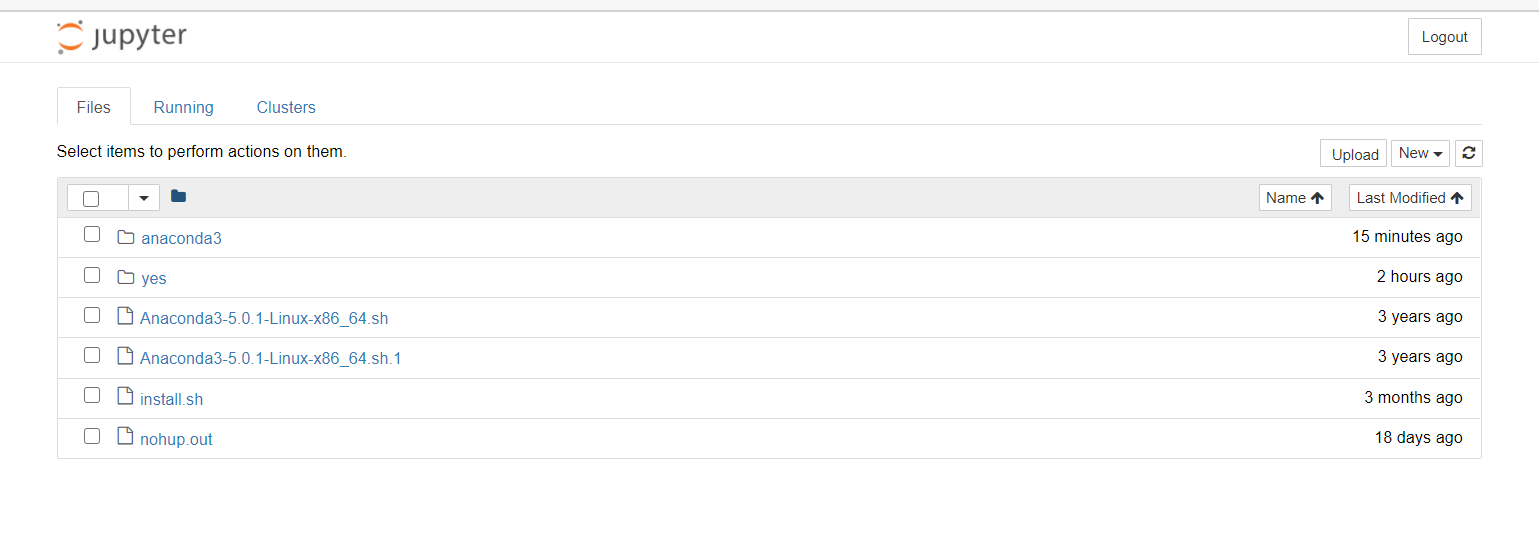 jupyter Logout
Files Running Clusters
Select items to perform actions on them. Upload New
Name Last Modified
anaconda3 15 minutes ago
yes 2 hours ago
Anaconda3-5.0.1-Linux-x86_64.sh 3 years ago
Anaconda3-5.0.1-Linux-x86_64.sh.1 3 years ago
install.sh 3 months ago
nohup.out 18 days ago